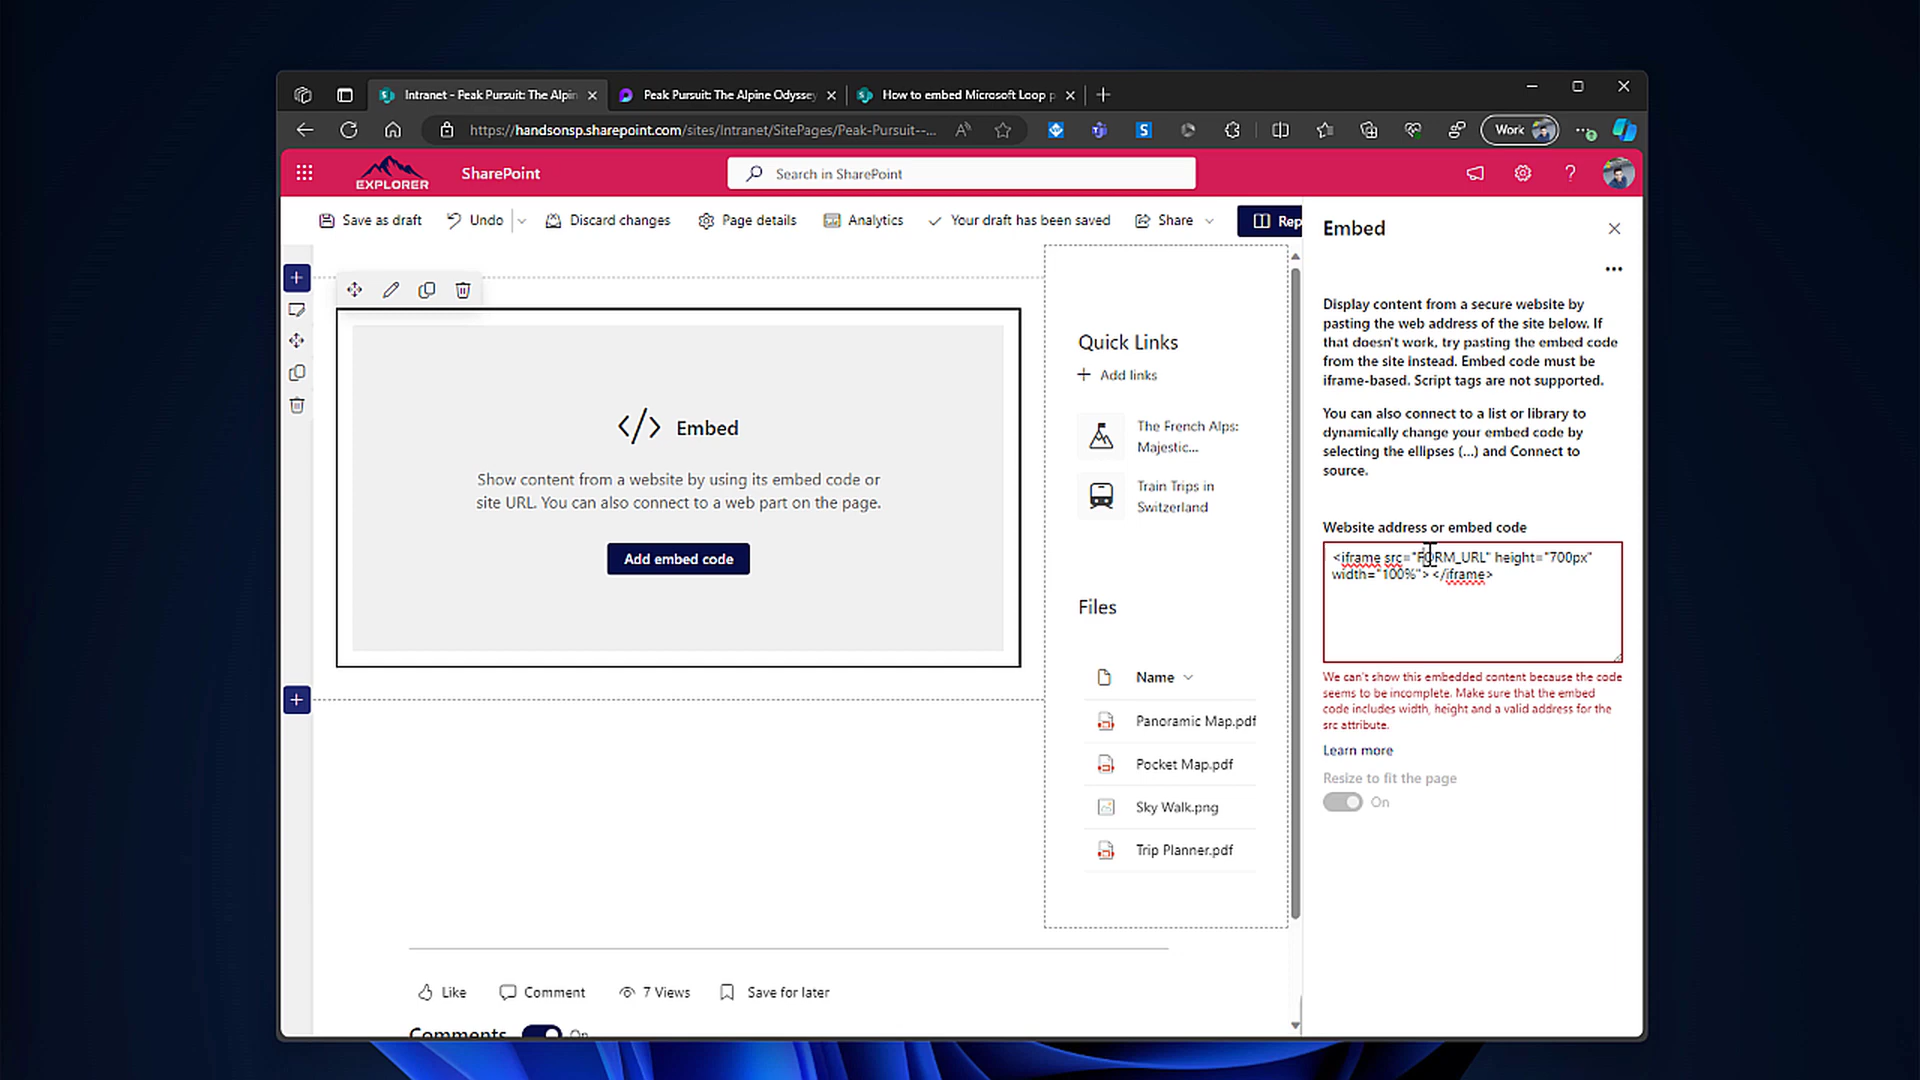 Intranet - Peak Pursuit: The Alpin
Peak Pursuit: The Alpine Odyssey
How to embed Microsoft Loop p
https://handsonsp.sharepoint.com/sites/Intranet/SitePages/Peak-Pursuit--...
Work
EXPLORER
SharePoint
Search in SharePoint
Save as draft
Undo
Discard changes
Page details
Analytics
Your draft has been saved
Share
Rep
Embed
Show content from a website by using its embed code or
site URL. You can also connect to a web part on the page.
Add embed code
Quick Links
Add links
The French Alps:
Majestic...
Train Trips in
Switzerland
Files
Name
Panoramic Map.pdf
Pocket Map.pdf
Sky Walk.png
Trip Planner.pdf
Like
Comment
7 Views
Save for later
Comments
On
Embed
Display content from a secure website by
pasting the web address of the site below. If
that doesn't work, try pasting the embed code
from the site instead. Embed code must be
iframe-based. Script tags are not supported.
You can also connect to a list or library to
dynamically change your embed code by
selecting the ellipses (...) and Connect to
source.
Website address or embed code
<iframe src="FORM_URL" height="700px"
width="100%"></iframe>
We can't show this embedded content because the code
seems to be incomplete. Make sure that the embed
code includes width, height and a valid address for the
src attribute.
Learn more
Resize to fit the page
On